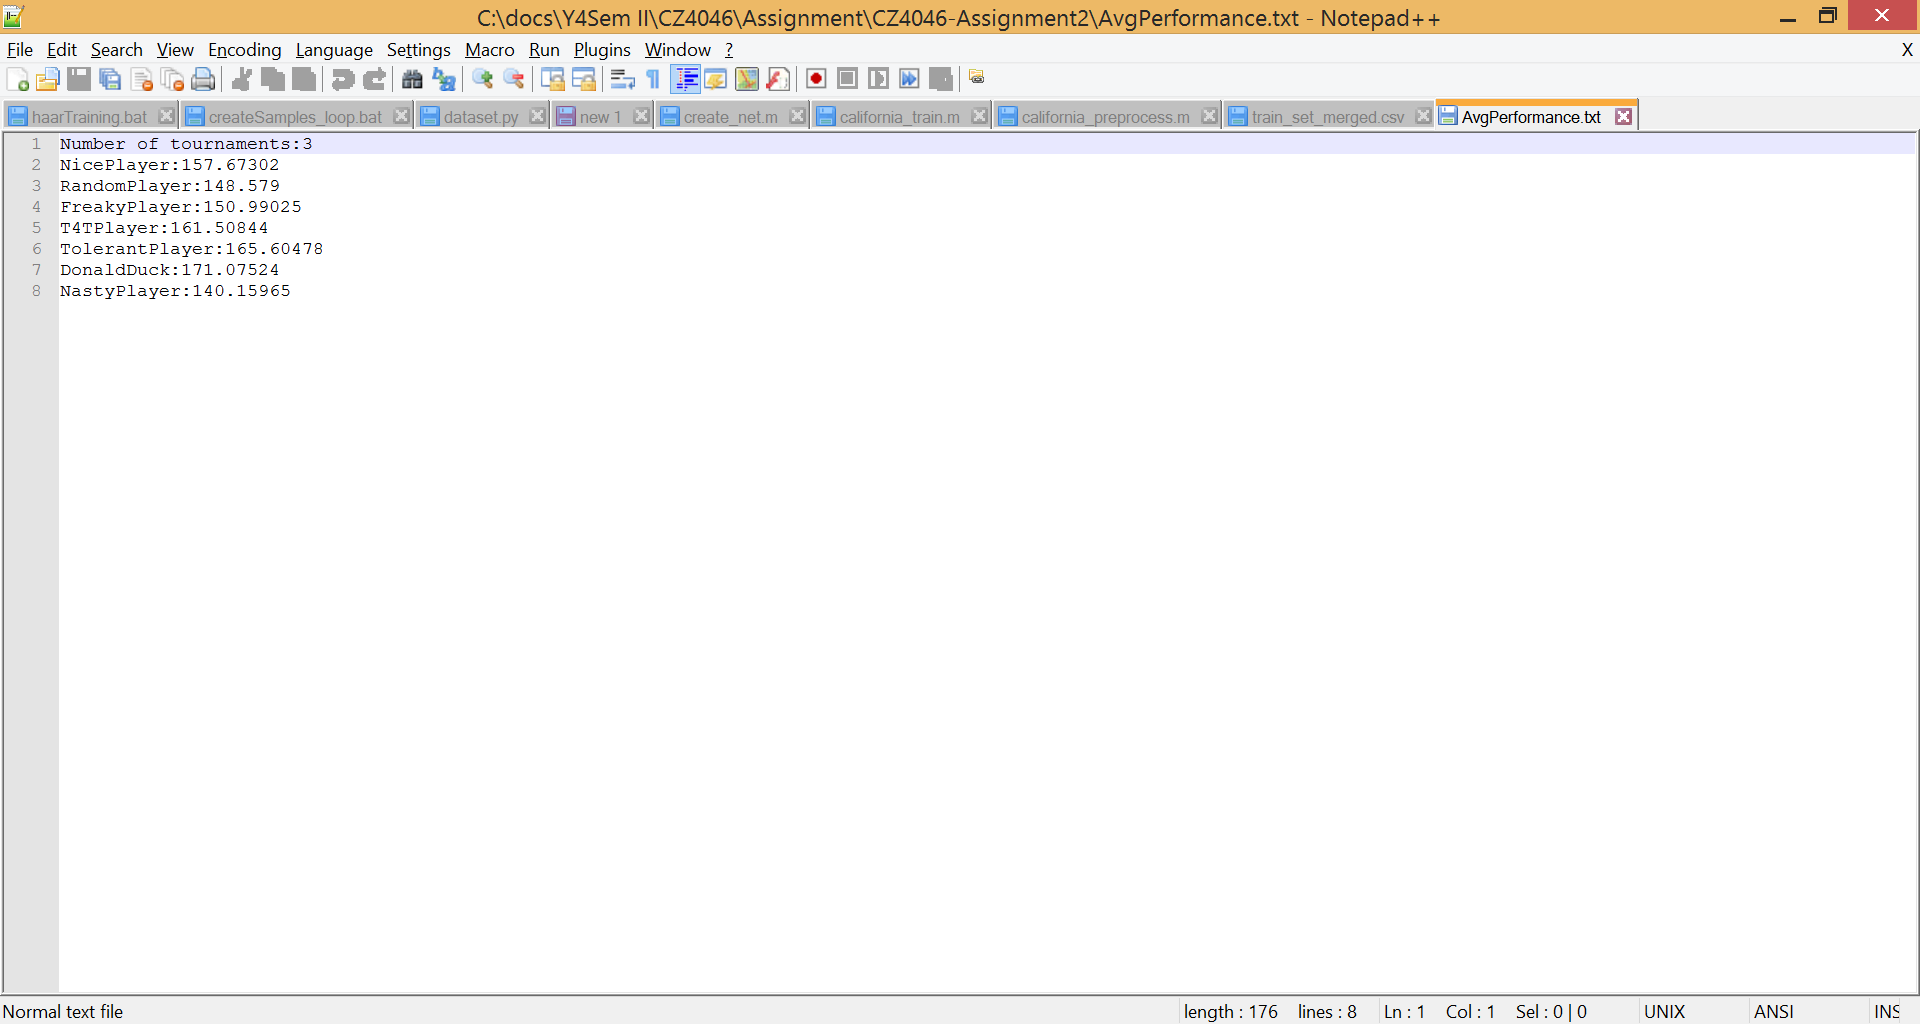 C:\docs\Y4Sem II\CZ4046\Assignment\CZ4046-Assignment2\AvgPerformance.txt - Notepad++
File Edit Search View Encoding Language Settings Macro Run Plugins Window ? X
haarTraining.bat createSamples_loop.bat dataset.py new 1 create_net.m california_train.m california_preprocess.m train_set_merged.csv AvgPerformance.txt
1 Number of tournaments:3
2 NicePlayer:157.67302
3 RandomPlayer:148.579
4 FreakyPlayer:150.99025
5 T4TPlayer:161.50844
6 TolerantPlayer:165.60478
7 DonaldDuck:171.07524
8 NastyPlayer:140.15965
Normal text file length : 176 lines : 8 Ln : 1 Col : 1 Sel : 0 | 0 UNIX ANSI INS